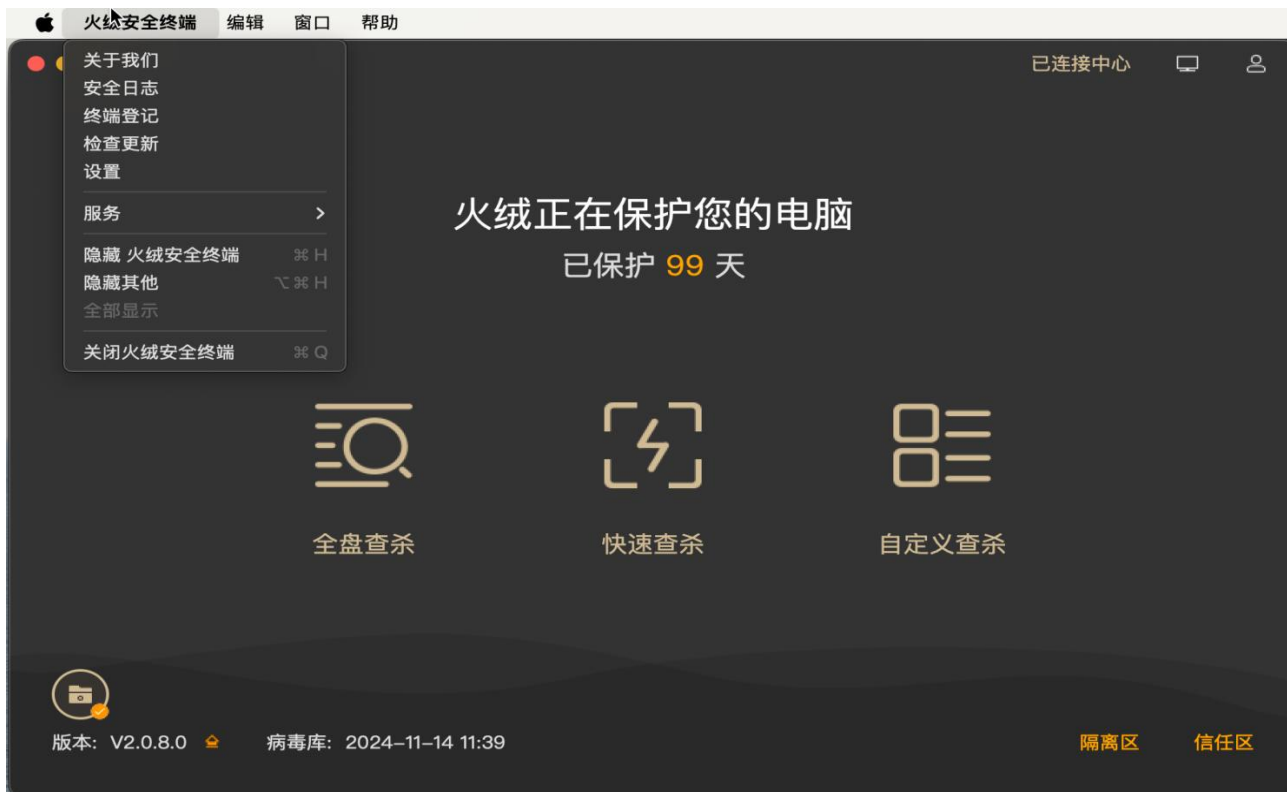 火绒安全终端 编辑 窗口 帮助
关于我们
安全日志
终端登记
检查更新
设置
服务
隐藏 火绒安全终端 ⌘ H
隐藏其他 ⌥ ⌘ H
全部显示
关闭火绒安全终端 ⌘ Q
已连接中心
火绒正在保护您的电脑
已保护 99 天
全盘查杀 快速查杀 自定义查杀
版本: V2.0.8.0 病毒库: 2024-11-14 11:39 隔离区 信任区